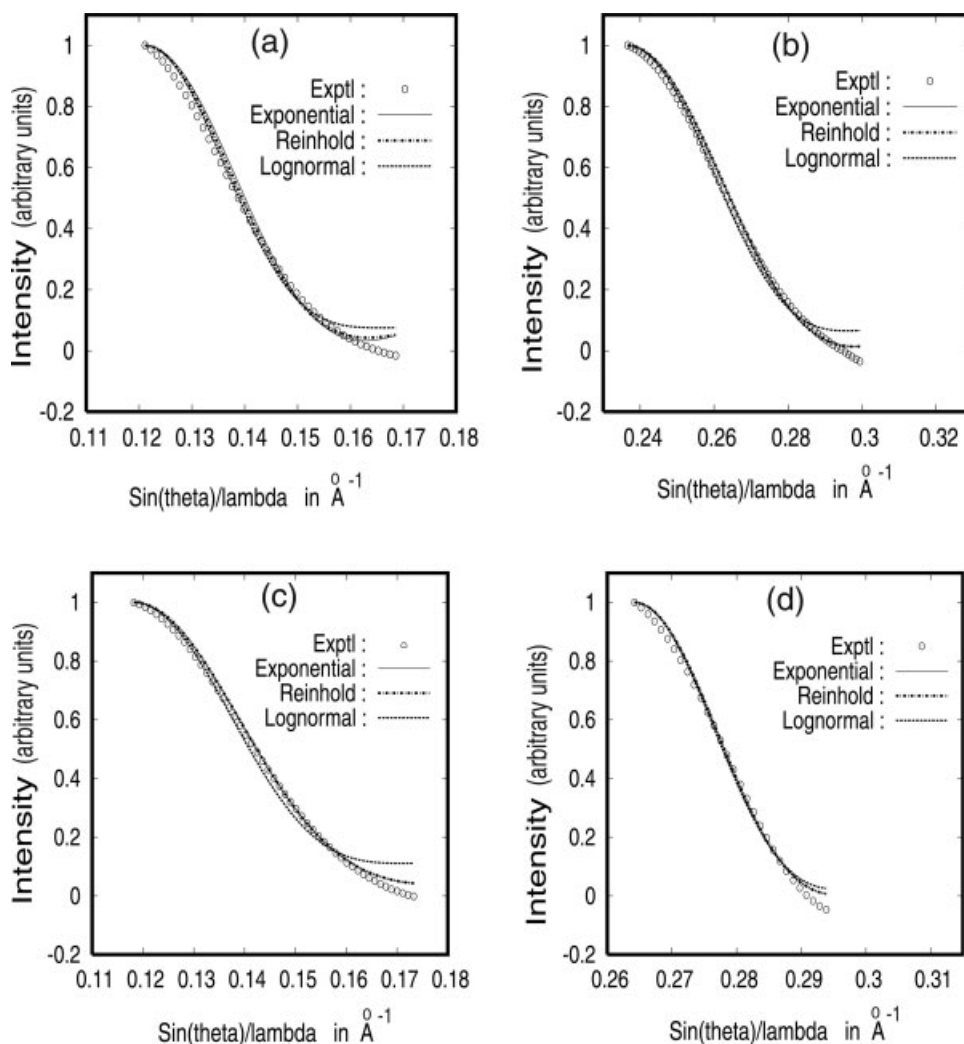 (a)
Exptl :
Exponential :
Reinhold :
Lognormal :
1
0.8
0.6
0.4
0.2
0
-0.2
Intensity (arbitrary units)
0.11 0.12 0.13 0.14 0.15 0.16 0.17 0.18
Sin(theta)/lambda in Å -1
(b)
Exptl :
Exponential :
Reinhold :
Lognormal :
1
0.8
0.6
0.4
0.2
0
-0.2
Intensity (arbitrary units)
0.24 0.26 0.28 0.3 0.32
Sin(theta)/lambda in Å -1
(c)
Exptl :
Exponential :
Reinhold :
Lognormal :
1
0.8
0.6
0.4
0.2
0
-0.2
Intensity (arbitrary units)
0.11 0.12 0.13 0.14 0.15 0.16 0.17 0.18
Sin(theta)/lambda in Å -1
(d)
Exptl :
Exponential :
Reinhold :
Lognormal :
1
0.8
0.6
0.4
0.2
0
-0.2
Intensity (arbitrary units)
0.26 0.27 0.28 0.29 0.3 0.31
Sin(theta)/lambda in Å -1